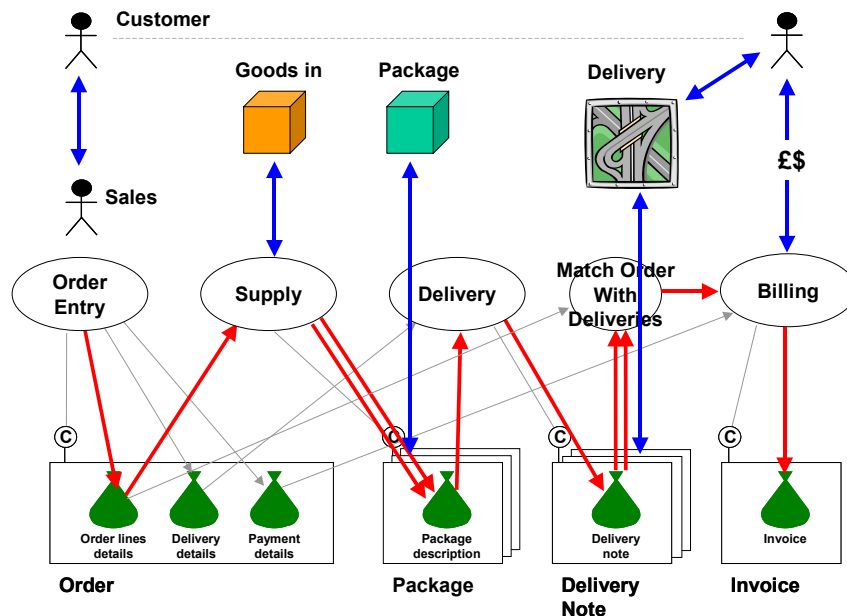 Customer
Goods in
Package
Delivery
£$
Sales
Order
Entry
Supply
Delivery
Match Order
With
Deliveries
Billing
C
C
C
C
Order lines
details
Delivery
details
Payment
details
Package
description
Delivery
note
Invoice
Order
Package
Delivery
Note
Invoice